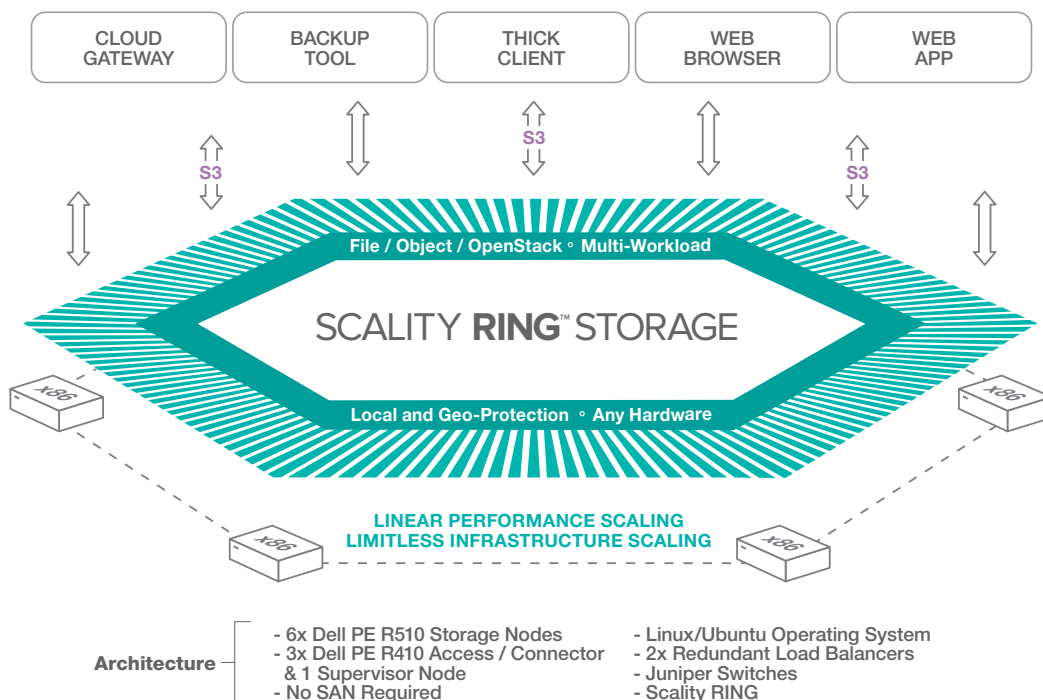 CLOUD
GATEWAY
BACKUP
TOOL
THICK
CLIENT
WEB
BROWSER
WEB
APP
S3
S3
S3
File / Object / OpenStack ° Multi-Workload
SCALITY RING™ STORAGE
Local and Geo-Protection ° Any Hardware
x86
x86
x86
x86
LINEAR PERFORMANCE SCALING
LIMITLESS INFRASTRUCTURE SCALING
Architecture
- 6x Dell PE R510 Storage Nodes
- 3x Dell PE R410 Access / Connector
& 1 Supervisor Node
- No SAN Required
- Linux/Ubuntu Operating System
- 2x Redundant Load Balancers
- Juniper Switches
- Scality RING